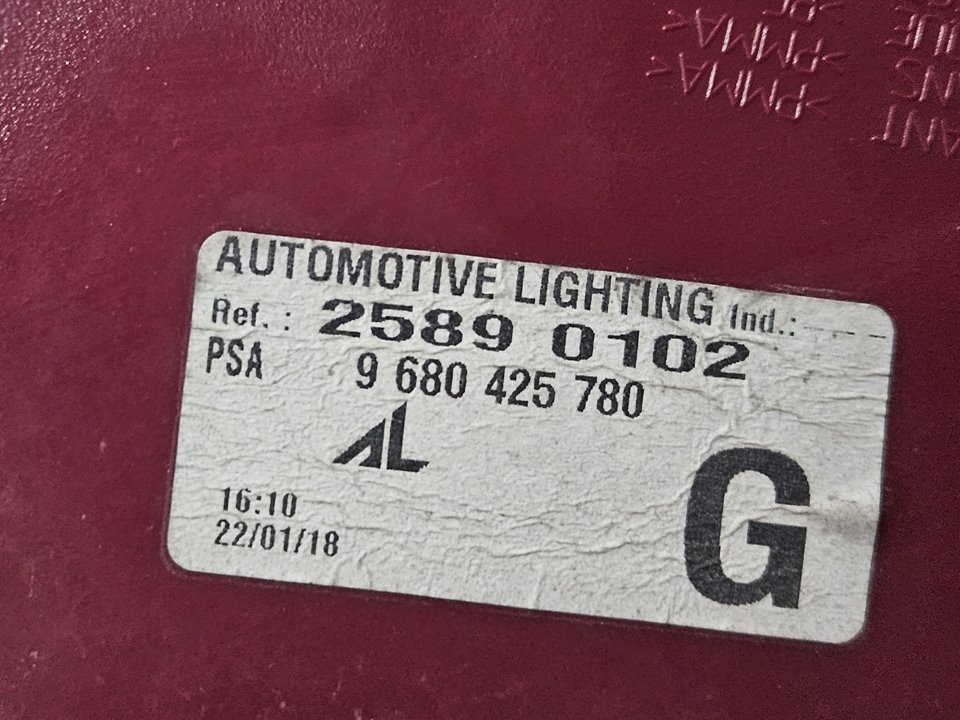 >PMMA<
>PMMA<
AUTOMOTIVE LIGHTING Ind.:
Ref. : 2589 0102
PSA 9 680 425 780
AL
G
16:10
22/01/18